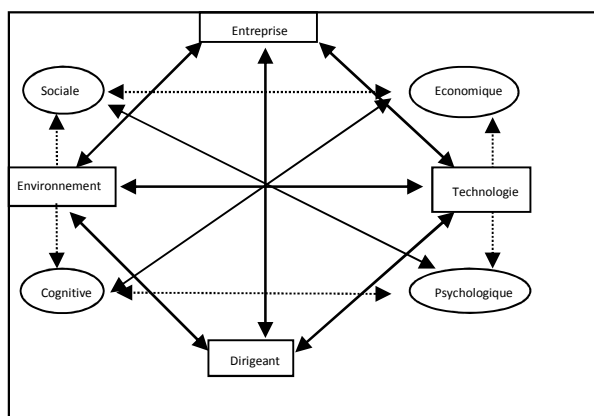 Entreprise
Sociale
Economique
Environnement
Technologie
Cognitive
Psychologique
Dirigeant